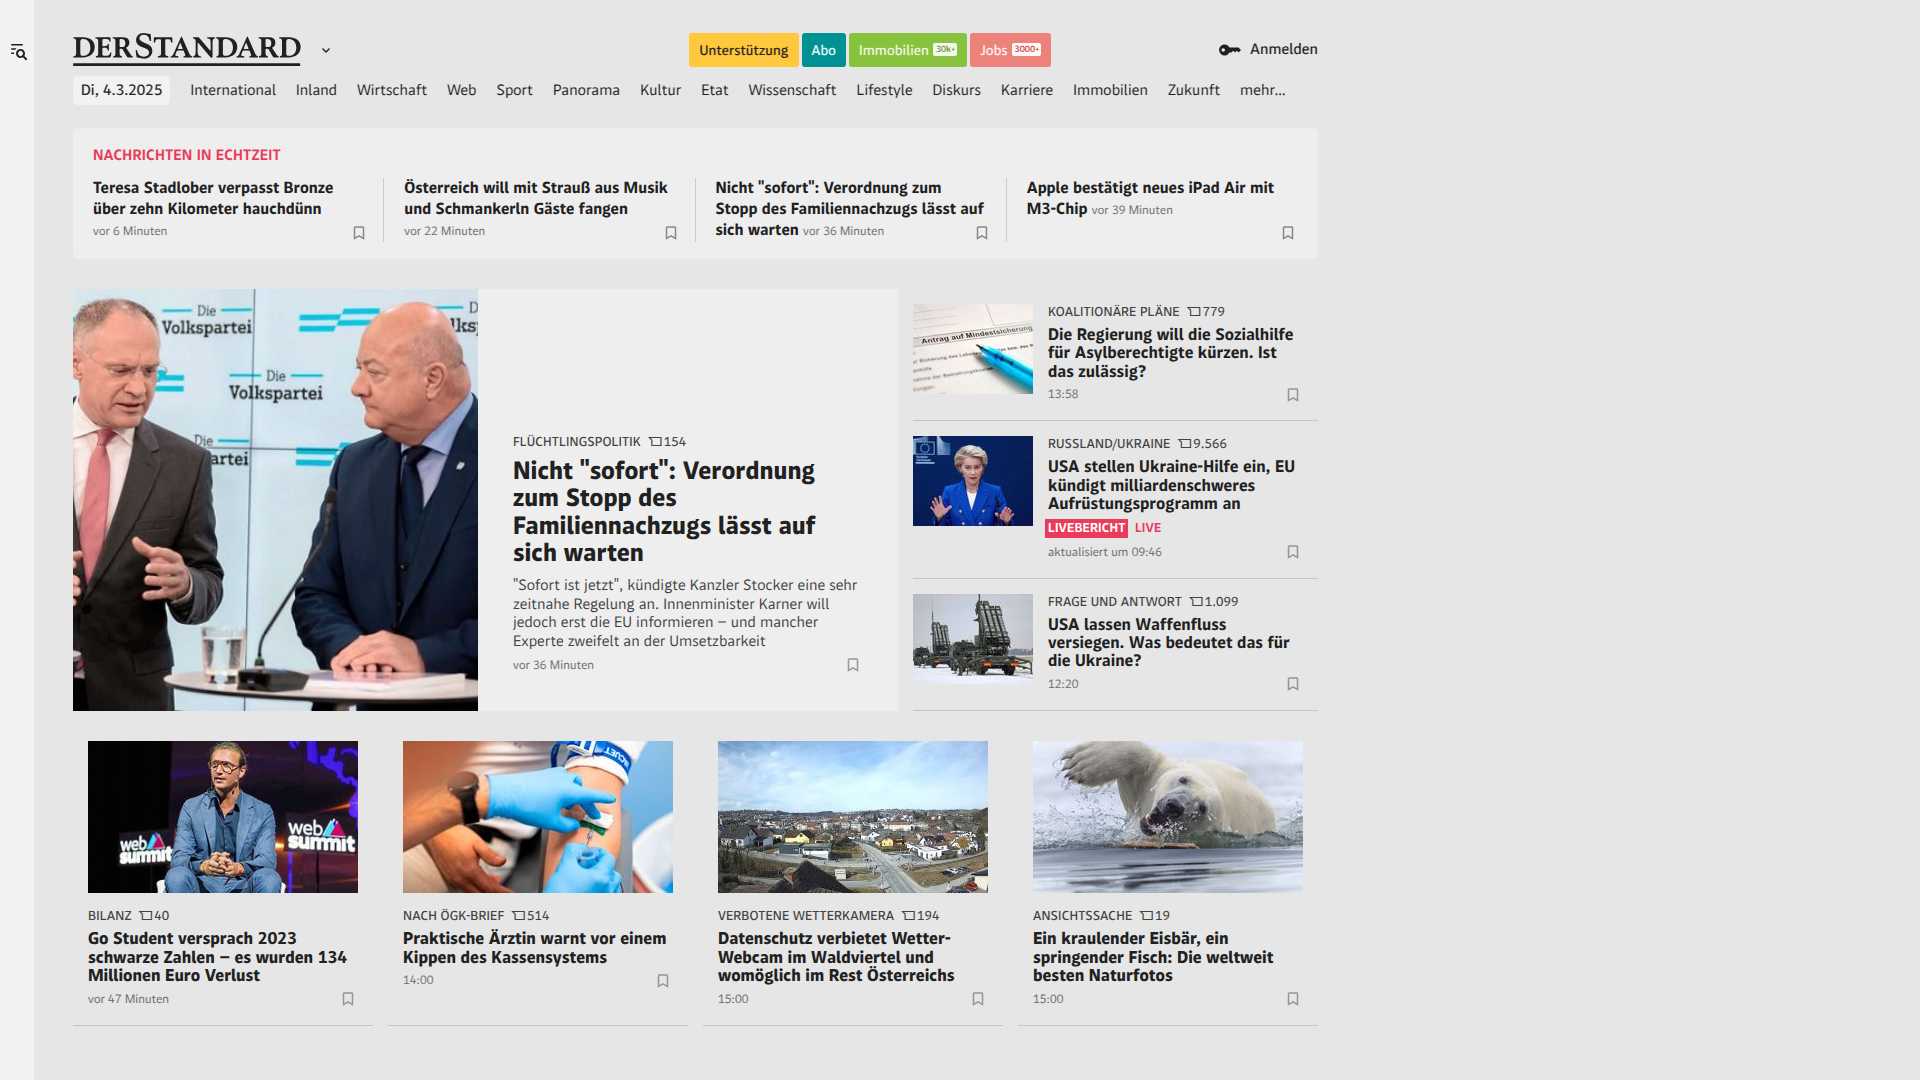 DERSTANDARD
Unterstützung
Abo
Immobilien 30k+
Jobs 3000+
Anmelden
Di, 4.3.2025
International
Inland
Wirtschaft
Web
Sport
Panorama
Kultur
Etat
Wissenschaft
Lifestyle
Diskurs
Karriere
Immobilien
Zukunft
mehr...
NACHRICHTEN IN ECHTZEIT
Teresa Stadlober verpasst Bronze
über zehn Kilometer hauchdünn
vor 6 Minuten
Österreich will mit Strauß aus Musik
und Schmankerln Gäste fangen
vor 22 Minuten
Nicht "sofort": Verordnung zum
Stopp des Familiennachzugs lässt auf
sich warten vor 36 Minuten
Apple bestätigt neues iPad Air mit
M3-Chip vor 39 Minuten
Die
Volkspartei
Die
Volkspartei
Die
artei
D
lks
FLÜCHTLINGSPOLITIK 154
Nicht "sofort": Verordnung
zum Stopp des
Familiennachzugs lässt auf
sich warten
"Sofort ist jetzt", kündigte Kanzler Stocker eine sehr
zeitnahe Regelung an. Innenminister Karner will
jedoch erst die EU informieren – und mancher
Experte zweifelt an der Umsetzbarkeit
vor 36 Minuten
Antrag auf Mindestsicherung
KOALITIONÄRE PLÄNE 779
Die Regierung will die Sozialhilfe
für Asylberechtigte kürzen. Ist
das zulässig?
13:58
RUSSLAND/UKRAINE 9.566
USA stellen Ukraine-Hilfe ein, EU
kündigt milliardenschweres
Aufrüstungsprogramm an
LIVEBERICHT LIVE
aktualisiert um 09:46
FRAGE UND ANTWORT 1.099
USA lassen Waffenfluss
versiegen. Was bedeutet das für
die Ukraine?
12:20
web
summit
web
summit
BILANZ 40
Go Student versprach 2023
schwarze Zahlen – es wurden 134
Millionen Euro Verlust
vor 47 Minuten
NACH ÖGK-BRIEF 514
Praktische Ärztin warnt vor einem
Kippen des Kassensystems
14:00
VERBOTENE WETTERKAMERA 194
Datenschutz verbietet Wetter-
Webcam im Waldviertel und
womöglich im Rest Österreichs
15:00
ANSICHTSSACHE 19
Ein kraulender Eisbär, ein
springender Fisch: Die weltweit
besten Naturfotos
15:00